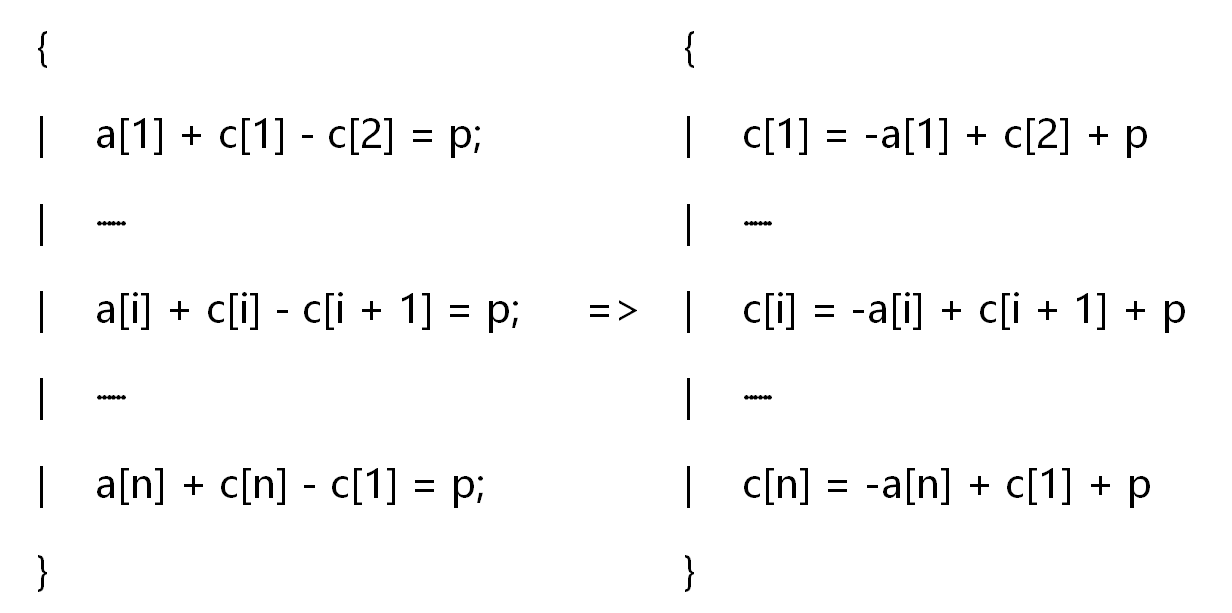 { {
| a[1] + c[1] - c[2] = p; | c[1] = -a[1] + c[2] + p
| …… | ……
| a[i] + c[i] - c[i + 1] = p; => | c[i] = -a[i] + c[i + 1] + p
| …… | ……
| a[n] + c[n] - c[1] = p; | c[n] = -a[n] + c[1] + p
} }